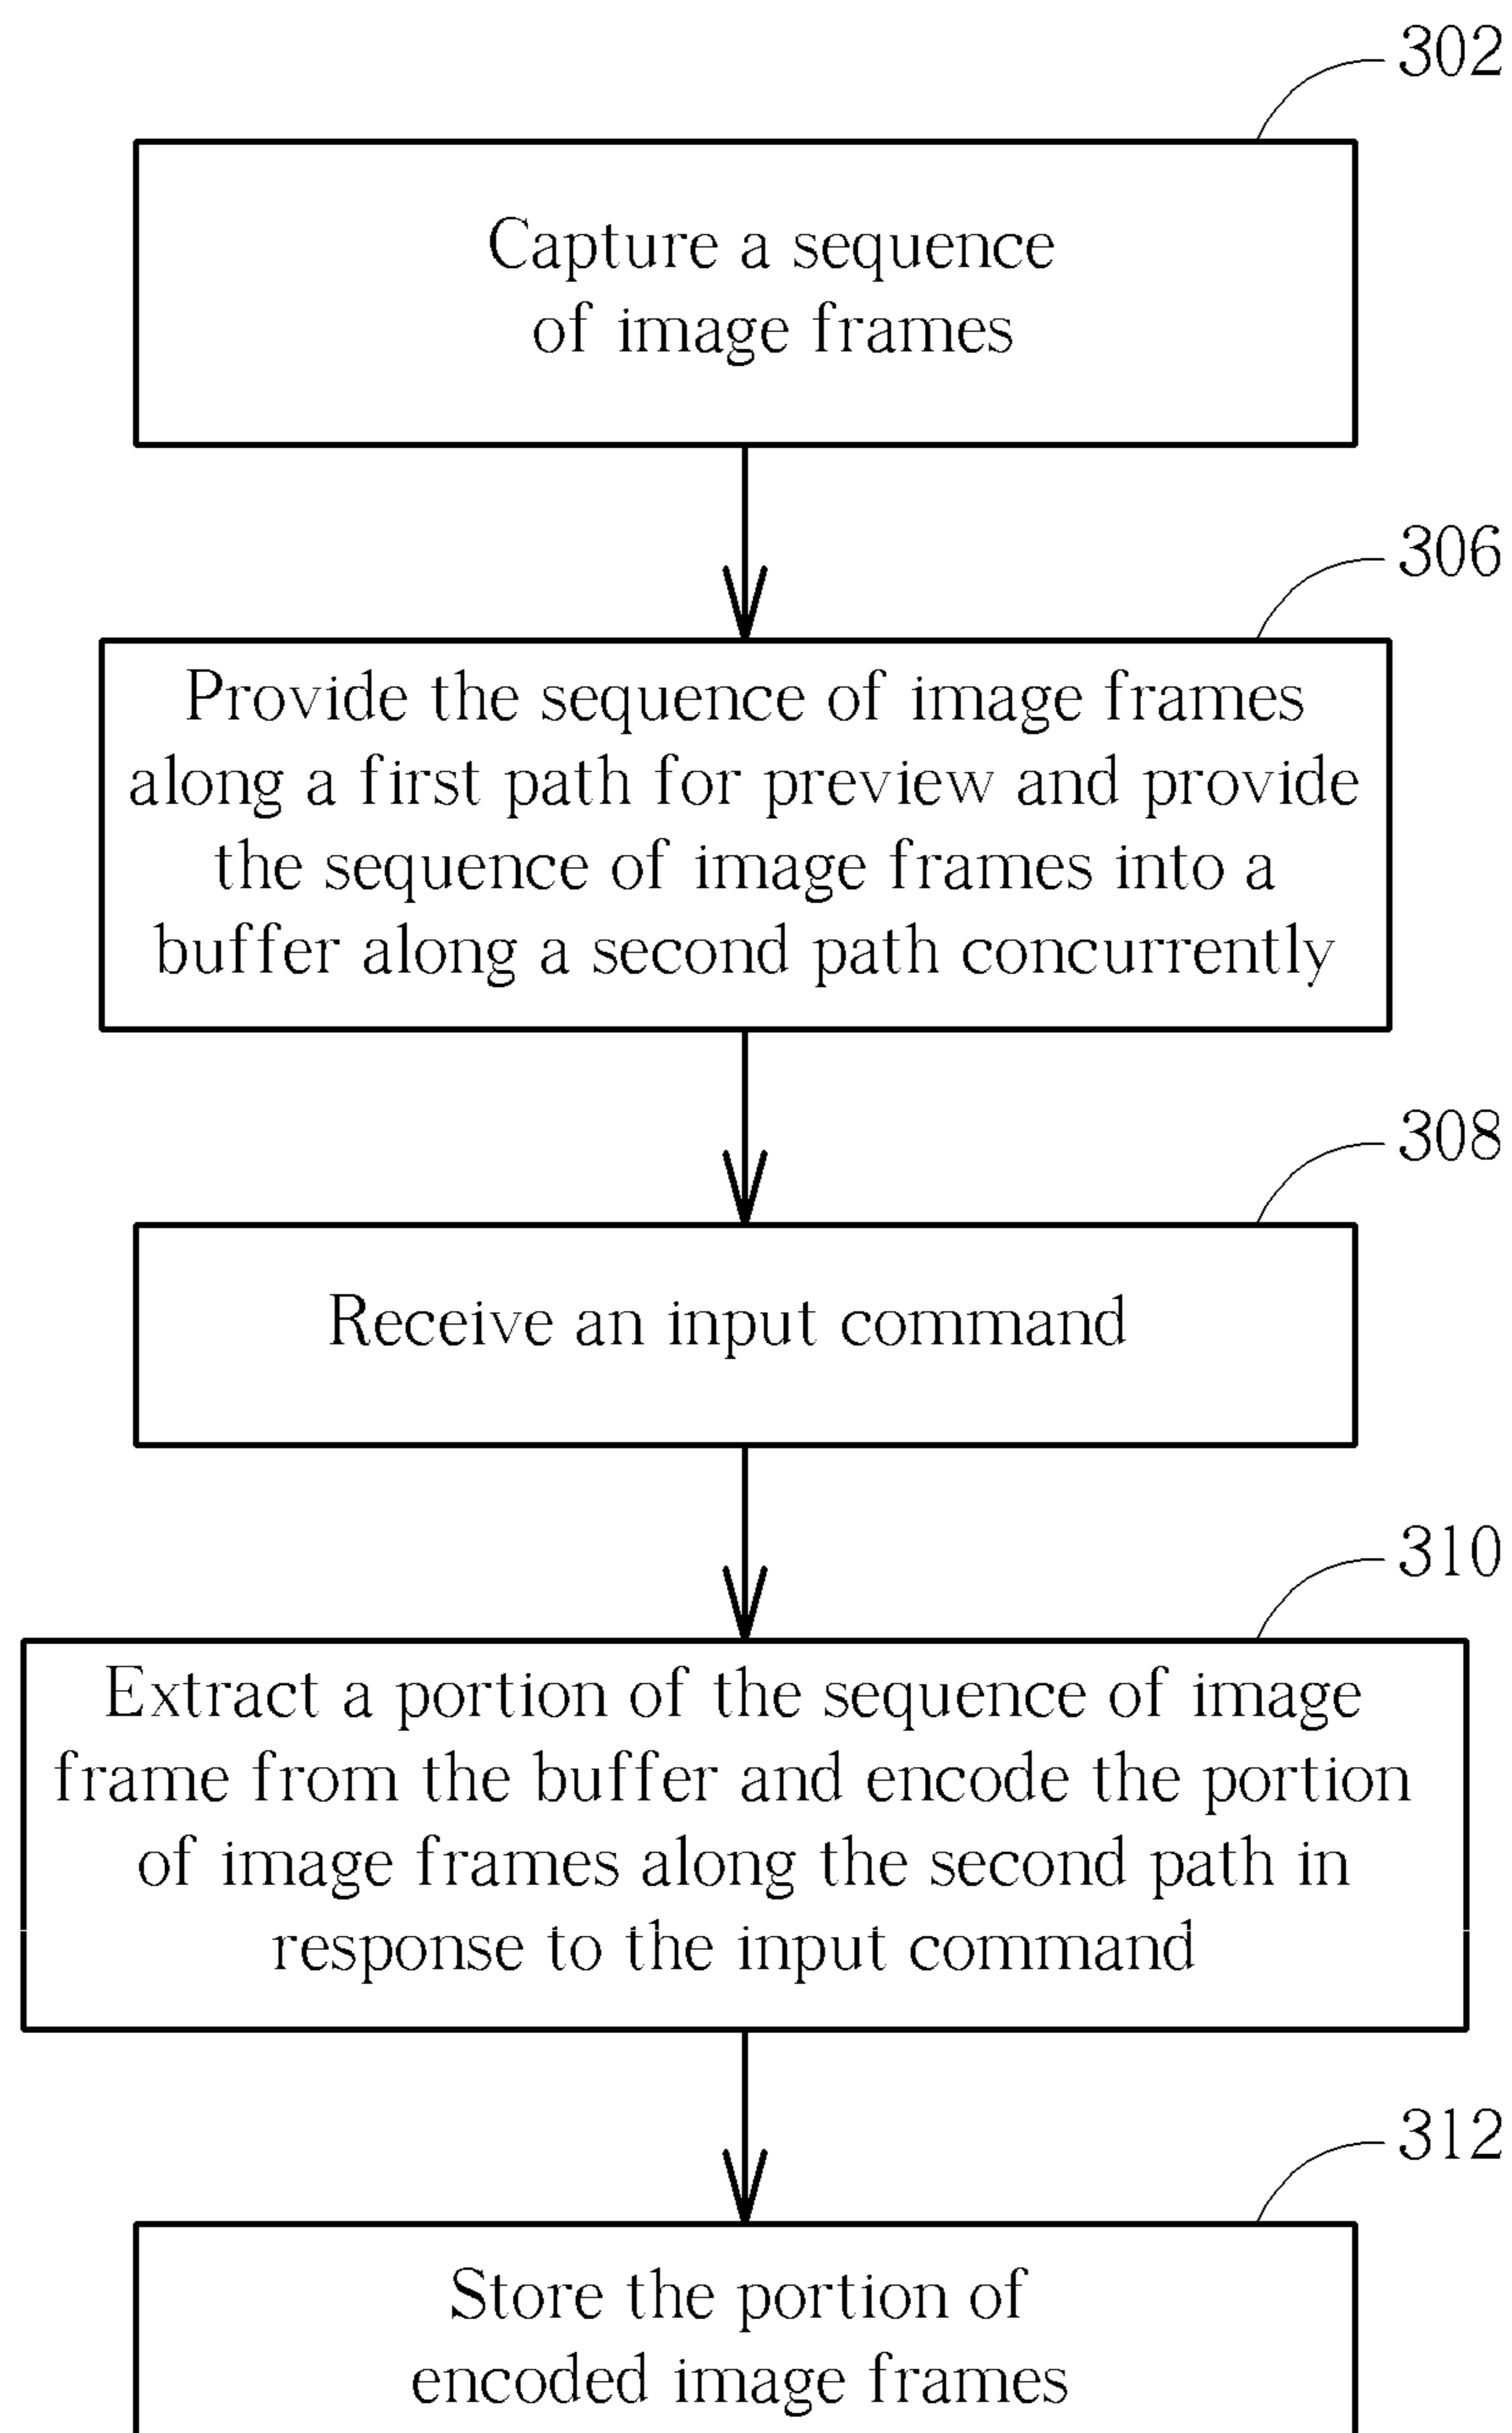 302
Capture a sequence
of image frames
306
Provide the sequence of image frames
along a first path for preview and provide
the sequence of image frames into a
buffer along a second path concurrently
308
Receive an input command
310
Extract a portion of the sequence of image
frame from the buffer and encode the portion
of image frames along the second path in
response to the input command
312
Store the portion of
encoded image frames